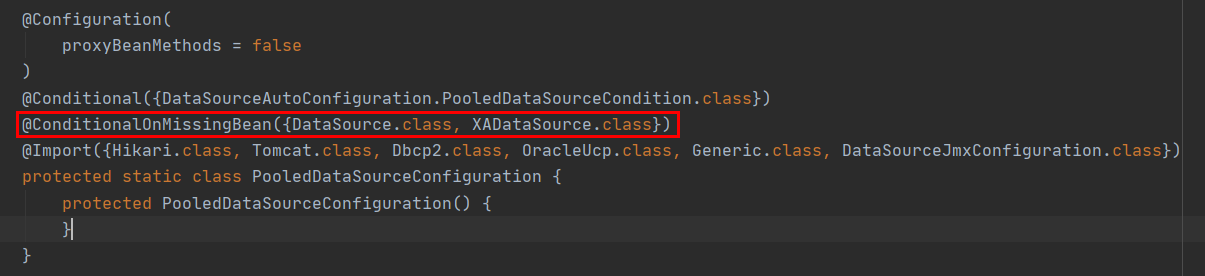 @Configuration(
    proxyBeanMethods = false
)
@Conditional({DataSourceAutoConfiguration.PooledDataSourceCondition.class})
@ConditionalOnMissingBean({DataSource.class, XADataSource.class})
@Import({Hikari.class, Tomcat.class, Dbcp2.class, OracleUcp.class, Generic.class, DataSourceJmxConfiguration.class})
protected static class PooledDataSourceConfiguration {
    protected PooledDataSourceConfiguration() {
    }
}